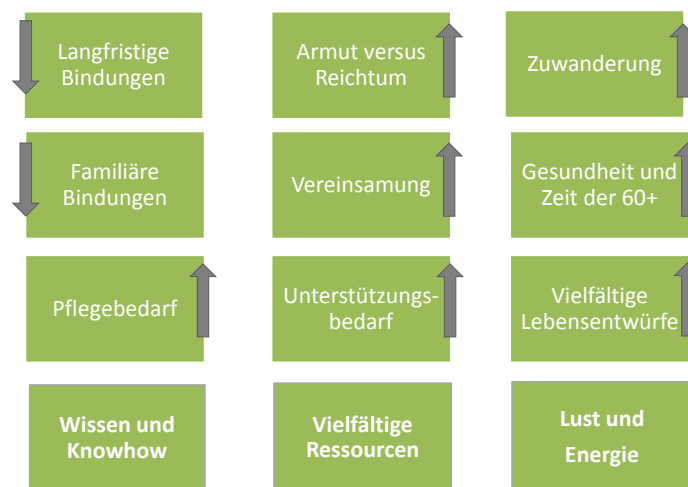 Langfristige
Bindungen
Armut versus
Reichtum
Zuwanderung
Familiäre
Bindungen
Vereinsamung
Gesundheit und
Zeit der 60+
Pflegebedarf
Unterstützungs-
bedarf
Vielfältige
Lebensentwürfe
Wissen und
Knowhow
Vielfältige
Ressourcen
Lust und
Energie